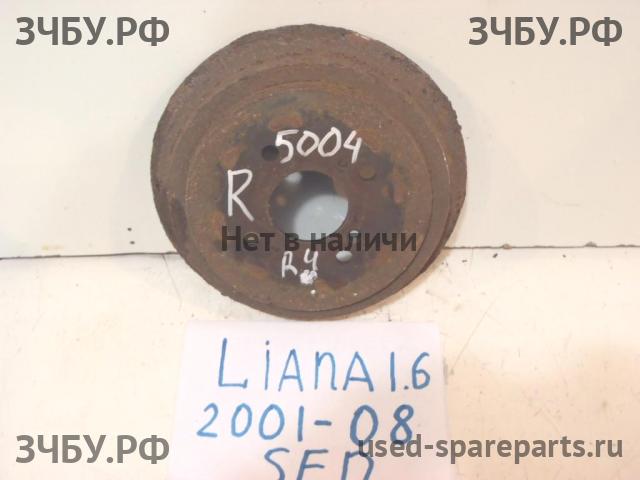 ЗЧБУ.РФ ЗЧБУ.РФ
5004
R
Нет в наличи
R4
LiANA 1.6
2001-08
SED
ЗЧБУ.РФ used-spareparts.ru